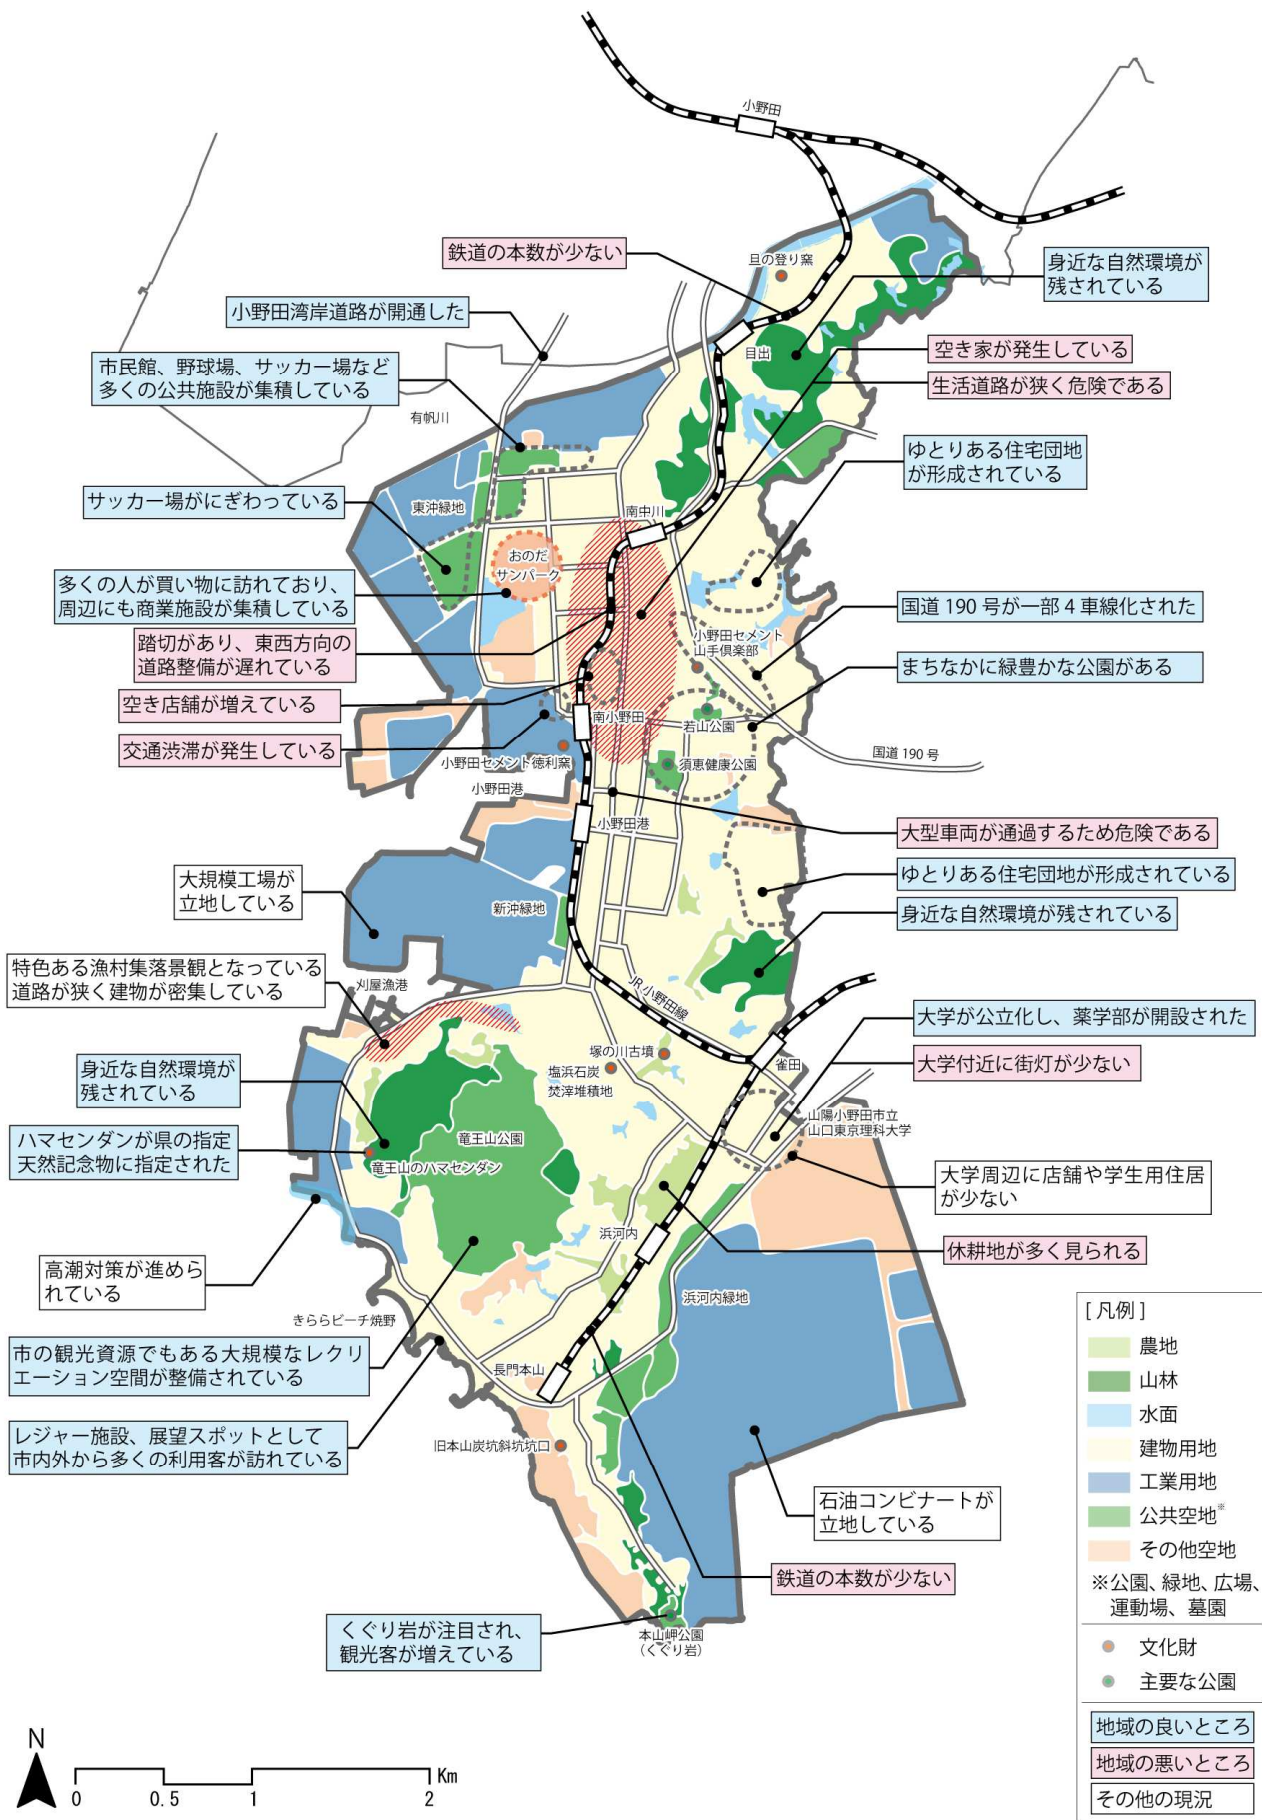 小野田
鉄道の本数が少ない
旦の登り窯
身近な自然環境が
残されている
小野田湾岸道路が開通した
空き家が発生している
目出
市民館、野球場、サッカー場など
多くの公共施設が集積している
生活道路が狭く危険である
有帆川
ゆとりある住宅団地
が形成されている
サッカー場がにぎわっている
東沖緑地
南中川
おのだ
サンパーク
多くの人が買い物に訪れており、
周辺にも商業施設が集積している
国道 190 号が一部 4 車線化された
踏切があり、東西方向の
道路整備が遅れている
小野田セメント
山手倶楽部
まちなかに緑豊かな公園がある
空き店舗が増えている
南小野田
若山公園
交通渋滞が発生している
小野田セメント徳利窯
須恵健康公園
国道 190 号
小野田港
小野田港
大型車両が通過するため危険である
大規模工場が
立地している
ゆとりある住宅団地が形成されている
新沖緑地
身近な自然環境が残されている
特色ある漁村集落景観となっている
道路が狭く建物が密集している
刈屋漁港
JR 小野田線
大学が公立化し、薬学部が開設された
身近な自然環境が
残されている
塚の川古墳
雀田
大学付近に街灯が少ない
塩浜石炭
焚滓堆積地
山陽小野田市立
山口東京理科大学
ハマセンダンが県の指定
天然記念物に指定された
竜王山公園
竜王山のハマセンダン
大学周辺に店舗や学生用住居
が少ない
浜河内
休耕地が多く見られる
高潮対策が進めら
れている
浜河内緑地
きららビーチ焼野
市の観光資源でもある大規模なレクリ
エーション空間が整備されている
長門本山
レジャー施設、展望スポットとして
市内外から多くの利用客が訪れている
旧本山炭坑斜坑坑口
石油コンビナートが
立地している
鉄道の本数が少ない
くぐり岩が注目され、
観光客が増えている
本山岬公園
（くぐり岩）
[ 凡例 ]
農地
山林
水面
建物用地
工業用地
公共空地※
その他空地
※公園、緑地、広場、
運動場、墓園
文化財
主要な公園
地域の良いところ
地域の悪いところ
その他の現況
N
0 0.5 1 2 Km